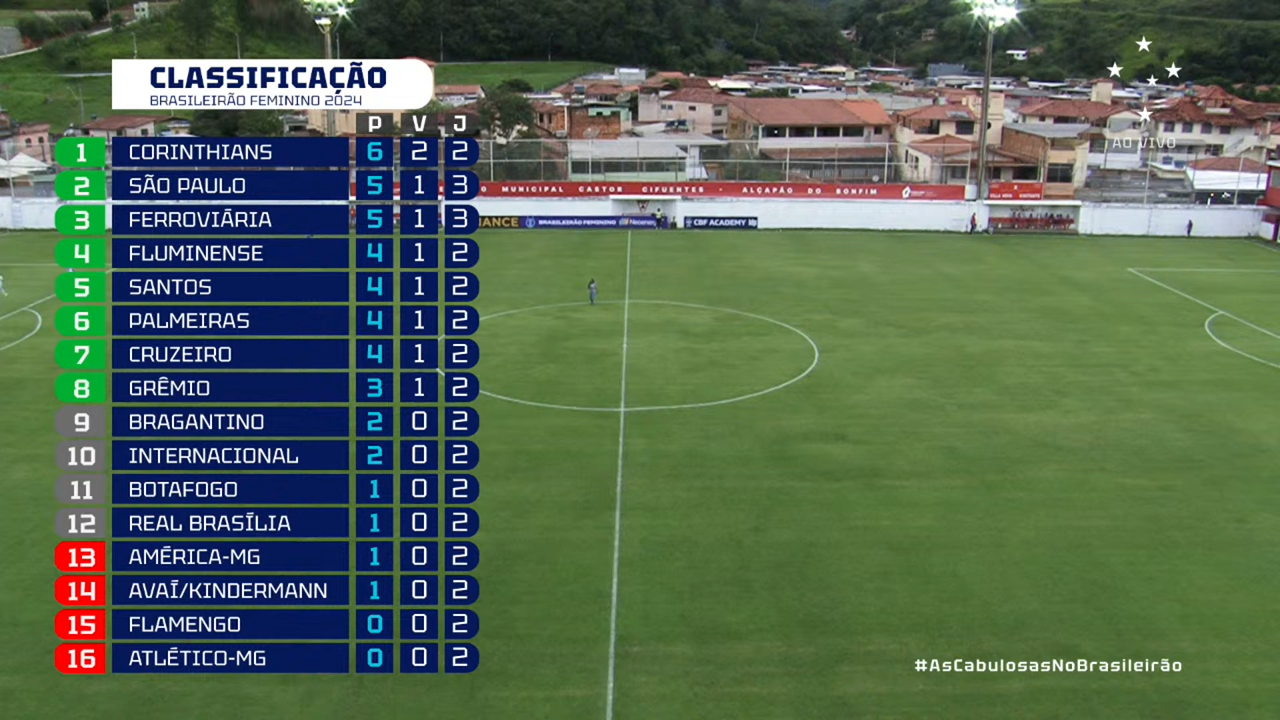 CLASSIFICAÇÃO
BRASILEIRÃO FEMININO 2024
P V J
1 CORINTHIANS 6 2 2
2 SÃO PAULO 5 1 3
3 FERROVIÁRIA 5 1 3
4 FLUMINENSE 4 1 2
5 SANTOS 4 1 2
6 PALMEIRAS 4 1 2
7 CRUZEIRO 4 1 2
8 GRÊMIO 3 1 2
9 BRAGANTINO 2 0 2
10 INTERNACIONAL 2 0 2
11 BOTAFOGO 1 0 2
12 REAL BRASÍLIA 1 0 2
13 AMÉRICA-MG 1 0 2
14 AVAÍ/KINDERMANN 1 0 2
15 FLAMENGO 0 0 2
16 ATLÉTICO-MG 0 0 2
AO VIVO
O MUNICIPAL CASTOR CIFUENTES - ALÇAPÃO DO BONFIM
NANCE BRASILEIRÃO FEMININO Neoenergia CBF ACADEMY
#AsCabulosasNoBrasileirão